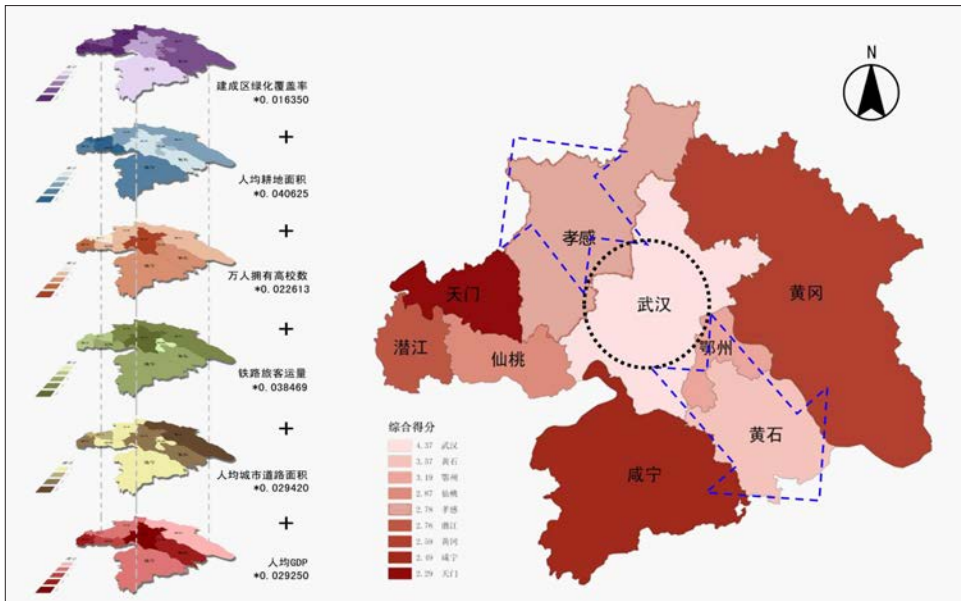 建成区绿化覆盖率
*0.016350
+
人均耕地面积
*0.040625
+
万人拥有高校数
*0.022613
+
铁路旅客运量
*0.038469
+
人均城市道路面积
*0.029420
+
人均GDP
*0.029250
N
孝感
天门
武汉
黄冈
潜江
仙桃
鄂州
黄石
咸宁
综合得分
4.37 武汉
3.37 黄石
3.19 鄂州
2.87 仙桃
2.78 孝感
2.76 潜江
2.59 黄冈
2.49 咸宁
2.29 天门